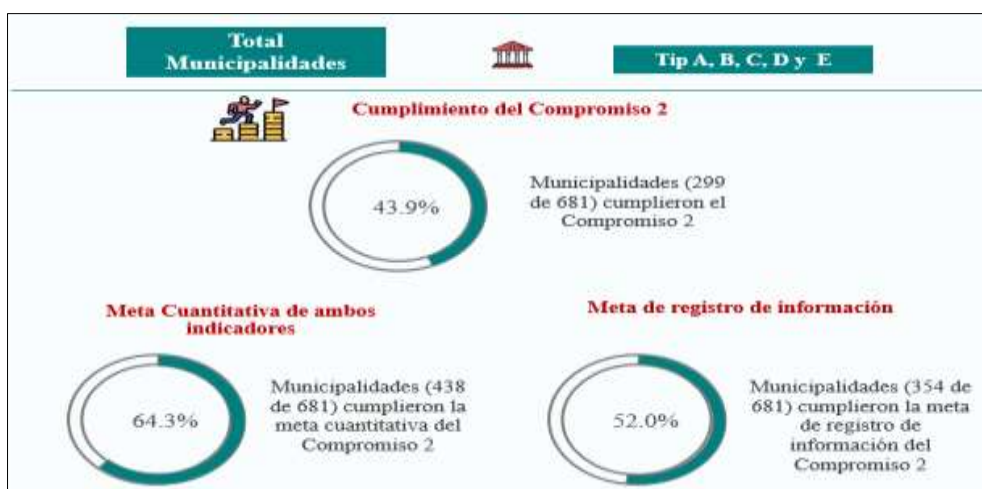 Total
Municipalidades
Tip A, B, C, D y E
Cumplimiento del Compromiso 2
43.9%
Municipalidades (299
de 681) cumplieron el
Compromiso 2
Meta Cuantitativa de ambos
indicadores
64.3%
Municipalidades (438
de 681) cumplieron la
meta cuantitativa del
Compromiso 2
Meta de registro de información
52.0%
Municipalidades (354 de
681) cumplieron la meta
de registro de
información del
Compromiso 2